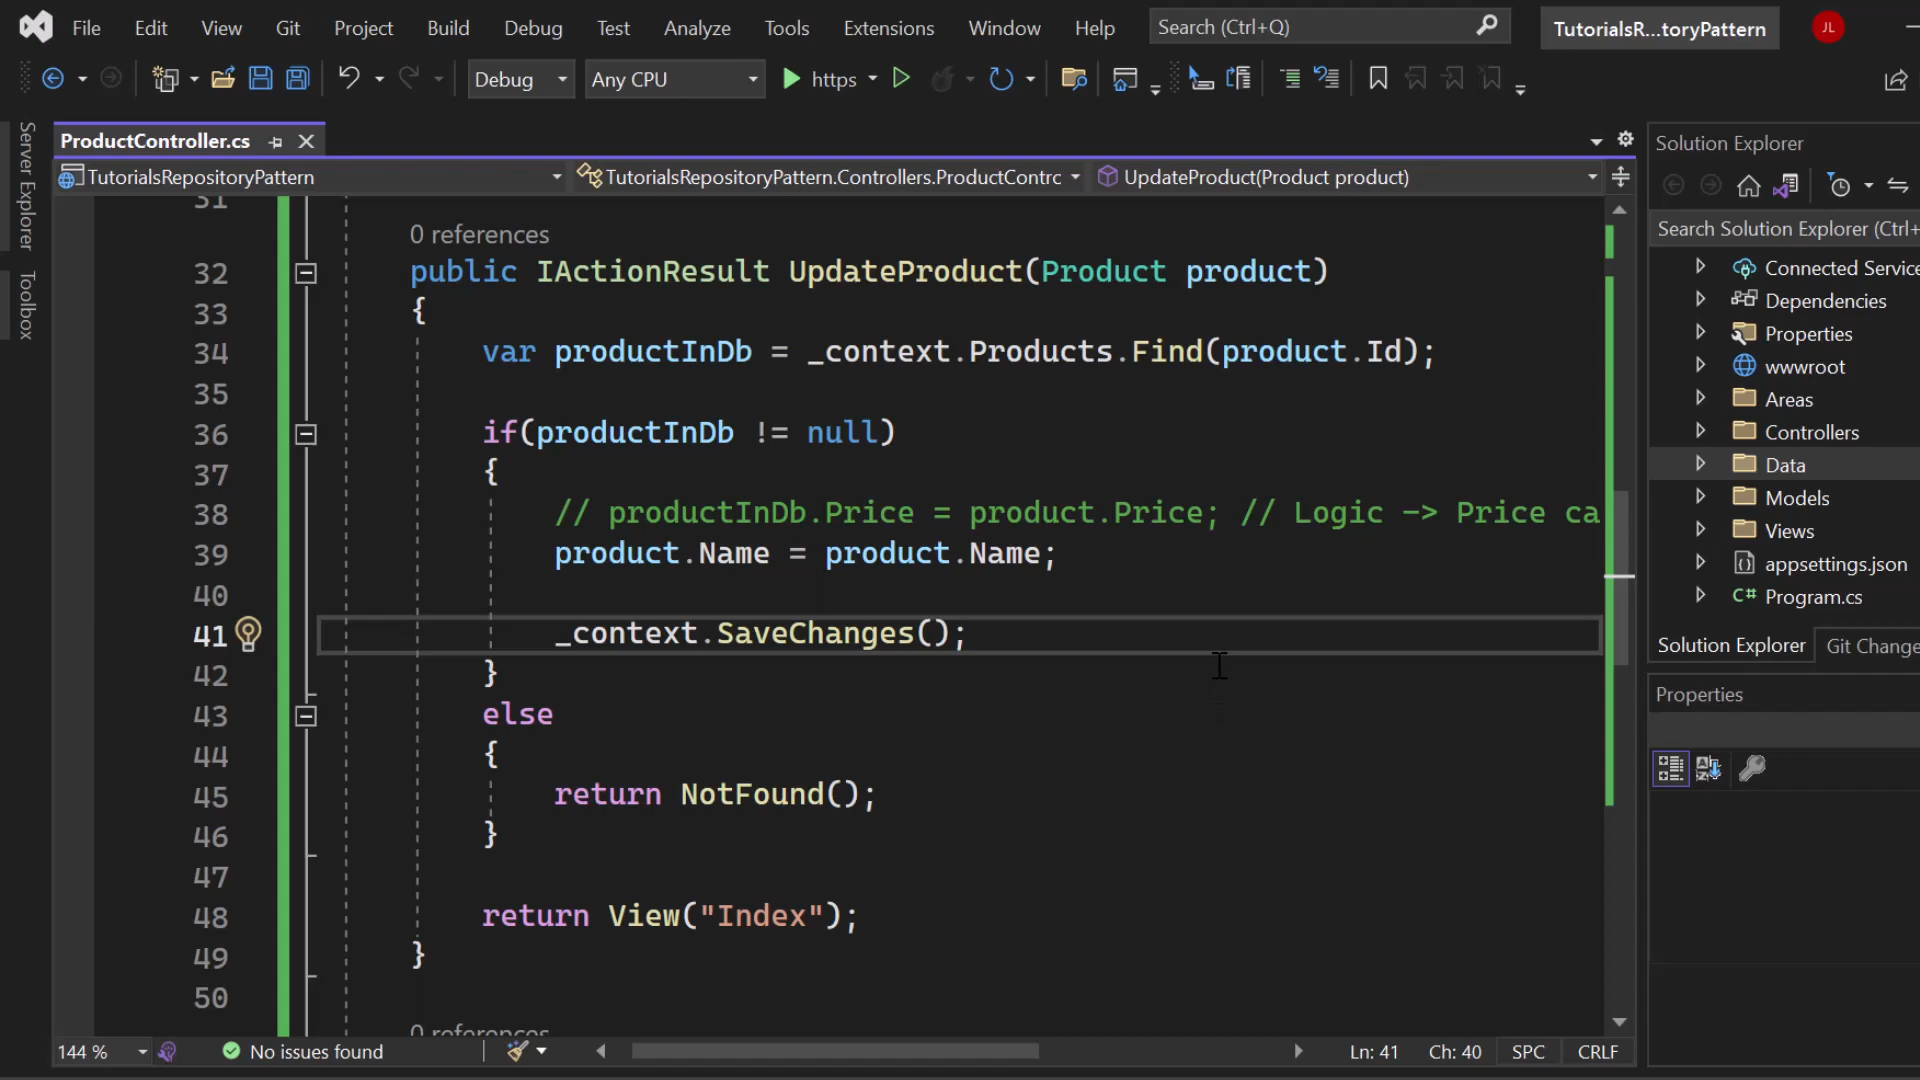 File Edit View Git Project Build Debug Test Analyze Tools Extensions Window Help Search (Ctrl+Q) TutorialsR...toryPattern JL
Debug Any CPU https
Server Explorer
Toolbox
ProductController.cs
TutorialsRepositoryPattern TutorialsRepositoryPattern.Controllers.ProductContrc UpdateProduct(Product product)
31
0 references
32 public IActionResult UpdateProduct(Product product)
33 {
34 var productInDb = _context.Products.Find(product.Id);
35
36 if(productInDb != null)
37 {
38 // productInDb.Price = product.Price; // Logic -> Price ca
39 product.Name = product.Name;
40
41 _context.SaveChanges();
42 }
43 else
44 {
45 return NotFound();
46 }
47
48 return View("Index");
49 }
50
0 references
144 % No issues found Ln: 41 Ch: 40 SPC CRLF
Solution Explorer
Search Solution Explorer (Ctrl+
Connected Service
Dependencies
Properties
wwwroot
Areas
Controllers
Data
Models
Views
appsettings.json
C# Program.cs
Solution Explorer Git Change
Properties